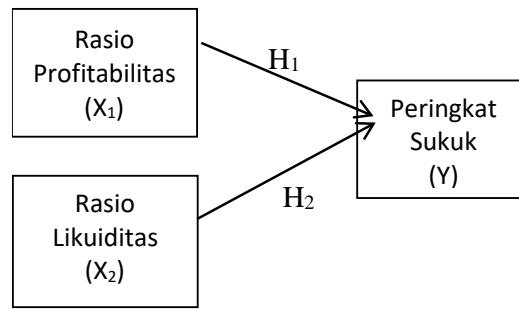 Rasio
Profitabilitas
(X₁)
H₁
Peringkat
Sukuk
(Y)
Rasio
Likuiditas
(X₂)
H₂